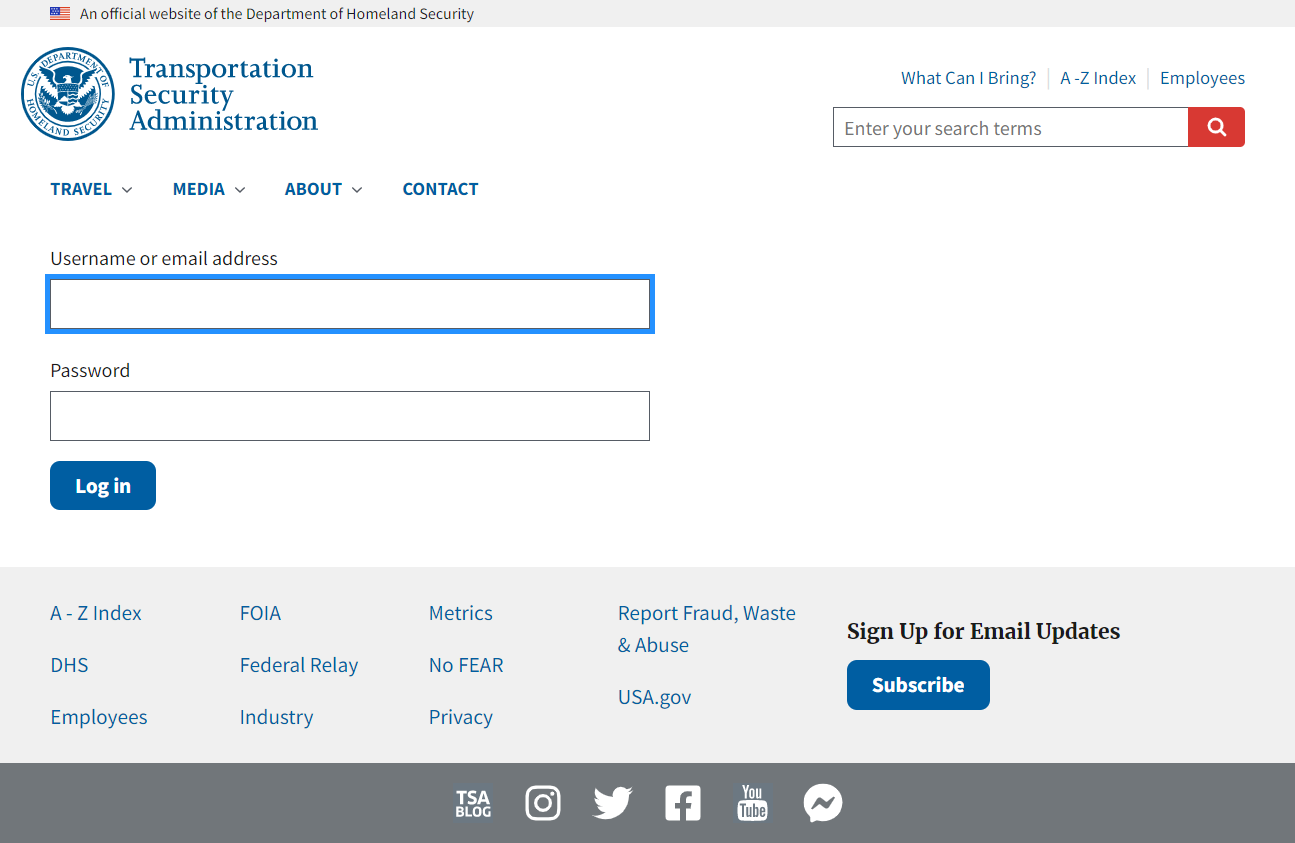 An official website of the Department of Homeland Security
U.S. DEPARTMENT OF
HOMELAND SECURITY
Transportation
Security
Administration
What Can I Bring?
A -Z Index
Employees
Enter your search terms
TRAVEL
MEDIA
ABOUT
CONTACT
Username or email address
Password
Log in
A - Z Index
FOIA
Metrics
Report Fraud, Waste
& Abuse
Sign Up for Email Updates
DHS
Federal Relay
No FEAR
USA.gov
Subscribe
Employees
Industry
Privacy
TSA
BLOG
You
Tube